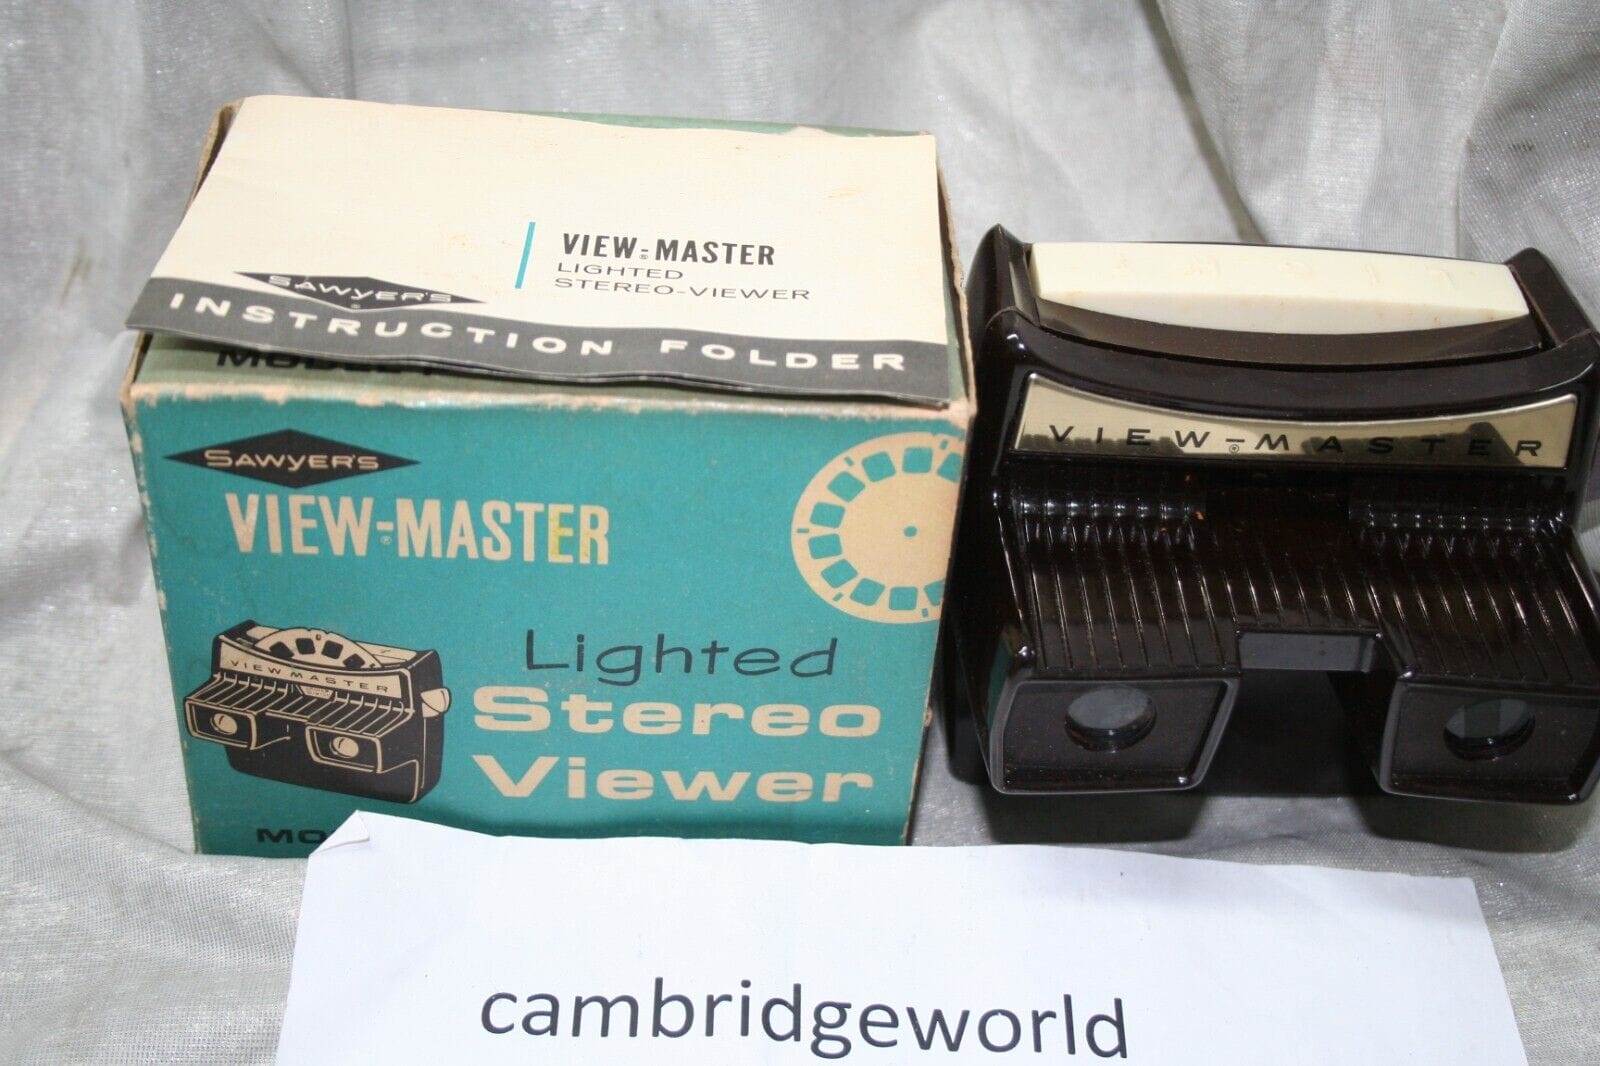 VIEW-MASTER
LIGHTED
STEREO-VIEWER
SAWYER'S
INSTRUCTION FOLDER
SAWYER'S
VIEW-MASTER
VIEW-MASTER
Lighted
Stereo
Viewer
VIEW-MASTER
cambridgeworld